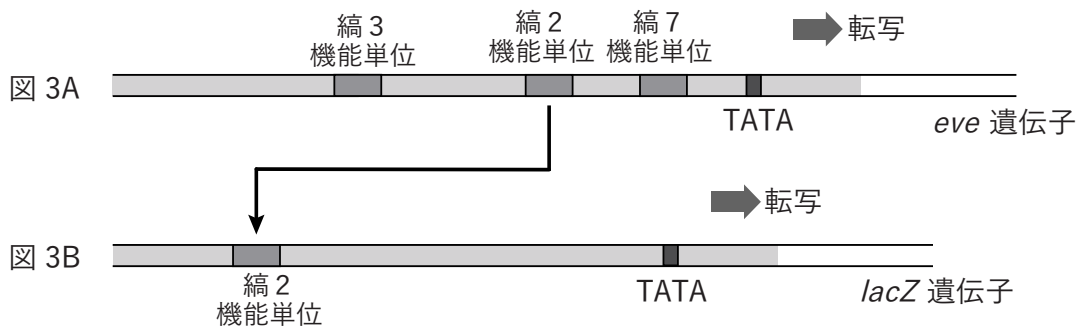 縞 3
機能単位
縞 2
機能単位
縞 7
機能単位
転写
図 3A
TATA
eve 遺伝子
転写
図 3B
縞 2
機能単位
TATA
lacZ 遺伝子